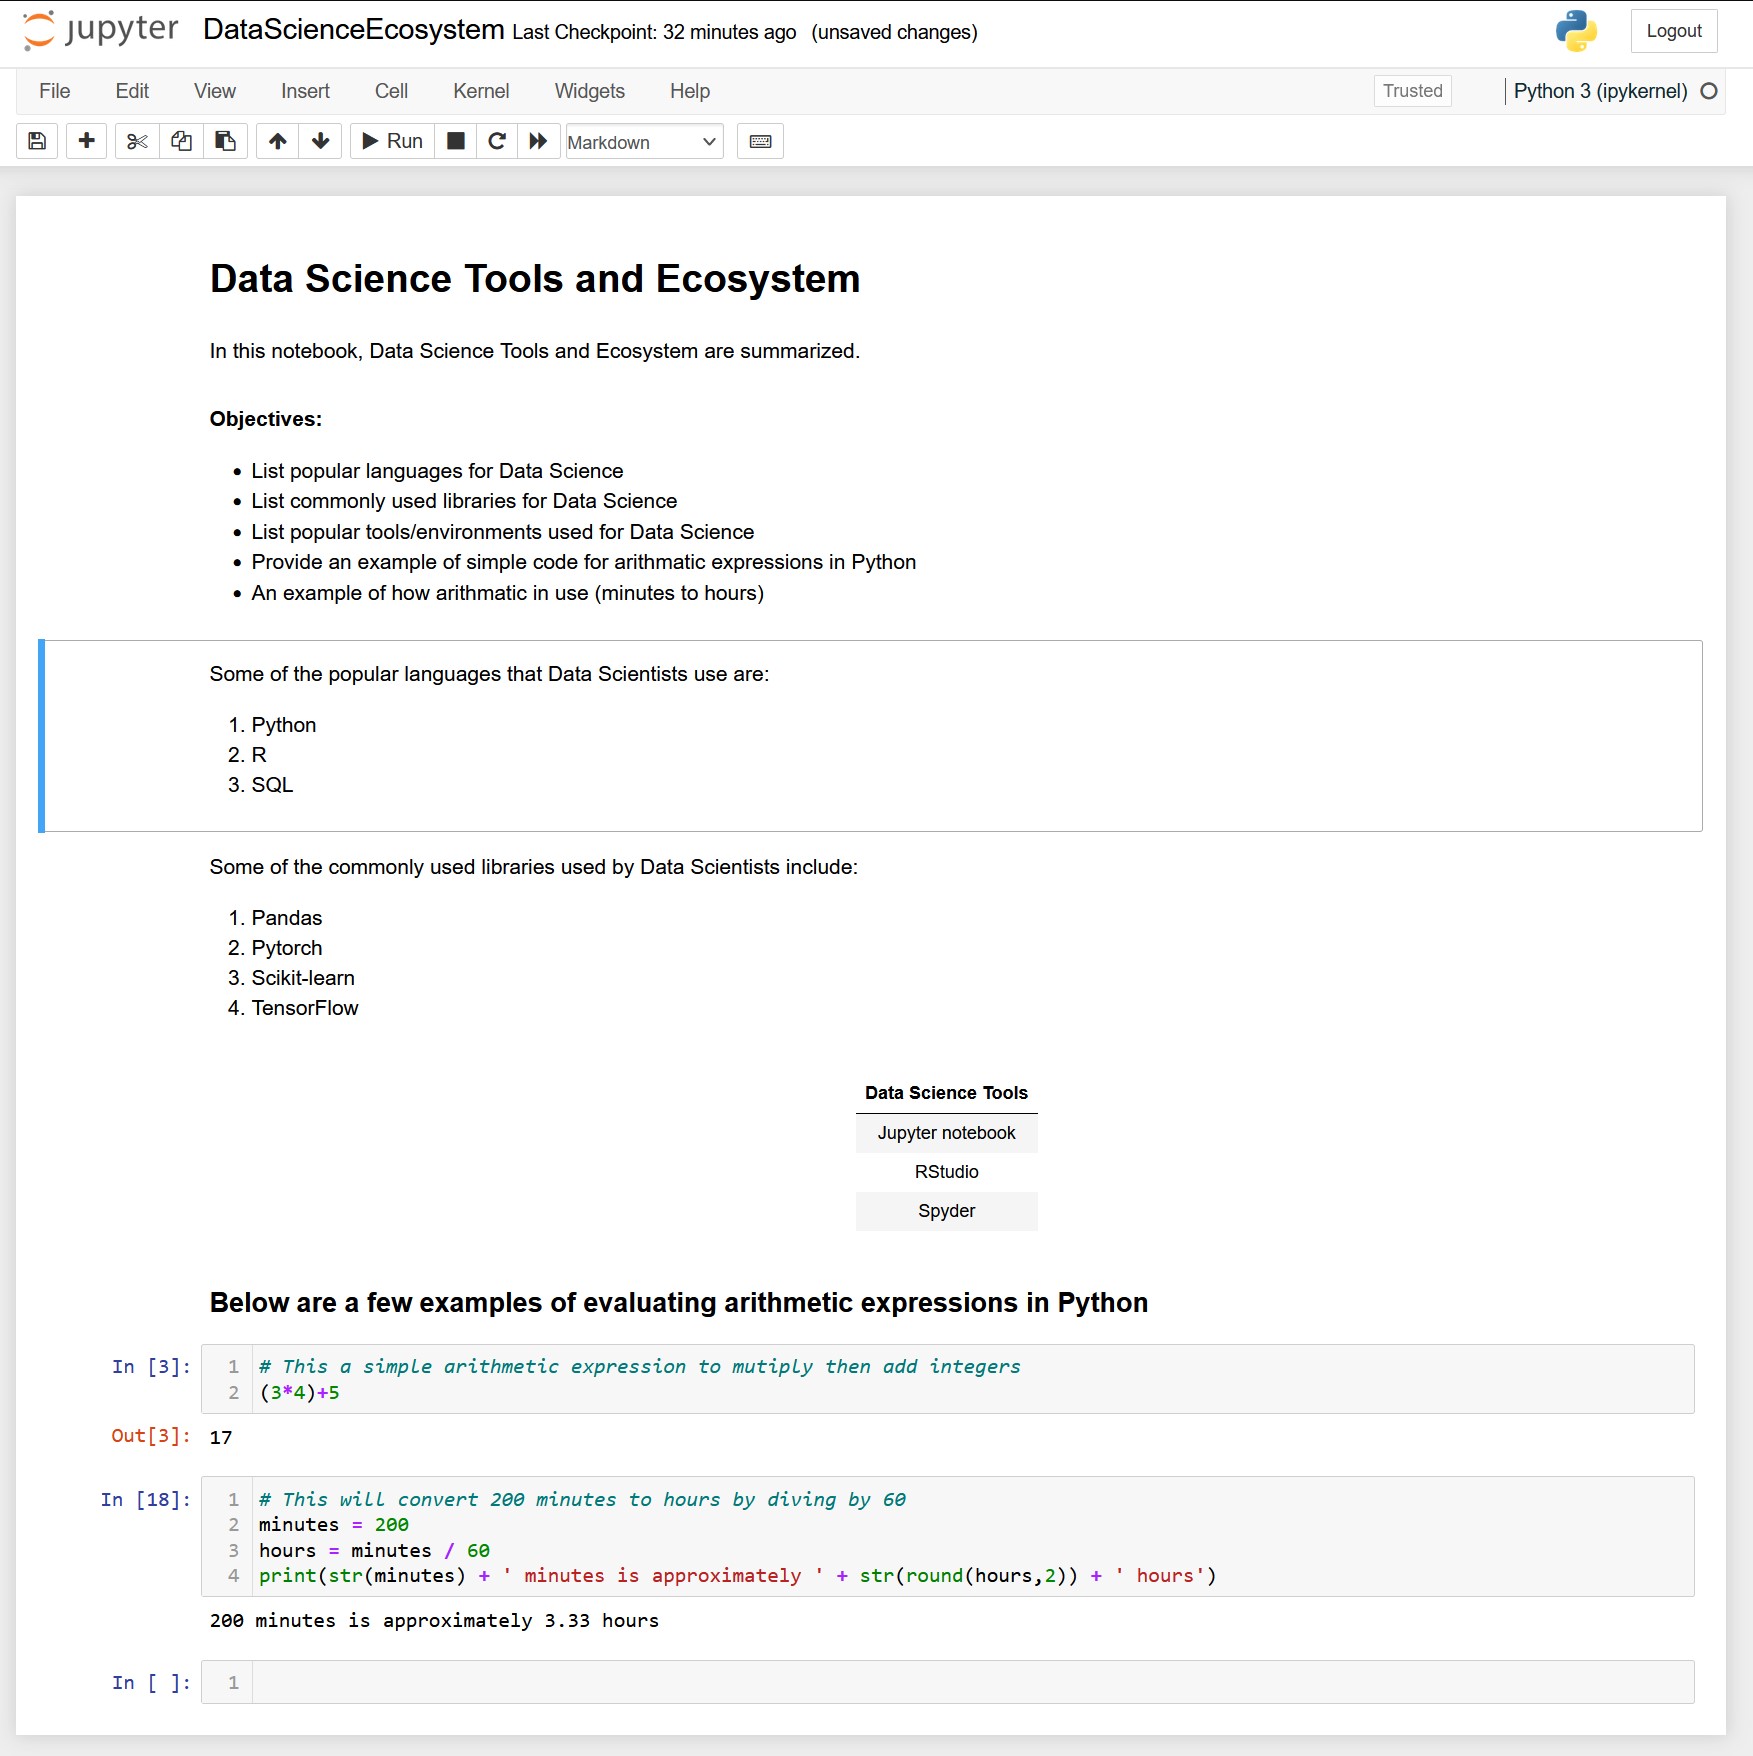 jupyter DataScienceEcosystem Last Checkpoint: 32 minutes ago (unsaved changes) Logout
File Edit View Insert Cell Kernel Widgets Help Trusted Python 3 (ipykernel)
Run Markdown
Data Science Tools and Ecosystem
In this notebook, Data Science Tools and Ecosystem are summarized.
Objectives:
• List popular languages for Data Science
• List commonly used libraries for Data Science
• List popular tools/environments used for Data Science
• Provide an example of simple code for arithmatic expressions in Python
• An example of how arithmatic in use (minutes to hours)
Some of the popular languages that Data Scientists use are:
1. Python
2. R
3. SQL
Some of the commonly used libraries used by Data Scientists include:
1. Pandas
2. Pytorch
3. Scikit-learn
4. TensorFlow
Data Science Tools
Jupyter notebook
RStudio
Spyder
Below are a few examples of evaluating arithmetic expressions in Python
In [3]: 1 # This a simple arithmetic expression to mutiply then add integers
2 (3*4)+5
Out[3]: 17
In [18]: 1 # This will convert 200 minutes to hours by diving by 60
2 minutes = 200
3 hours = minutes / 60
4 print(str(minutes) + ' minutes is approximately ' + str(round(hours,2)) + ' hours')
200 minutes is approximately 3.33 hours
In [ ]: 1